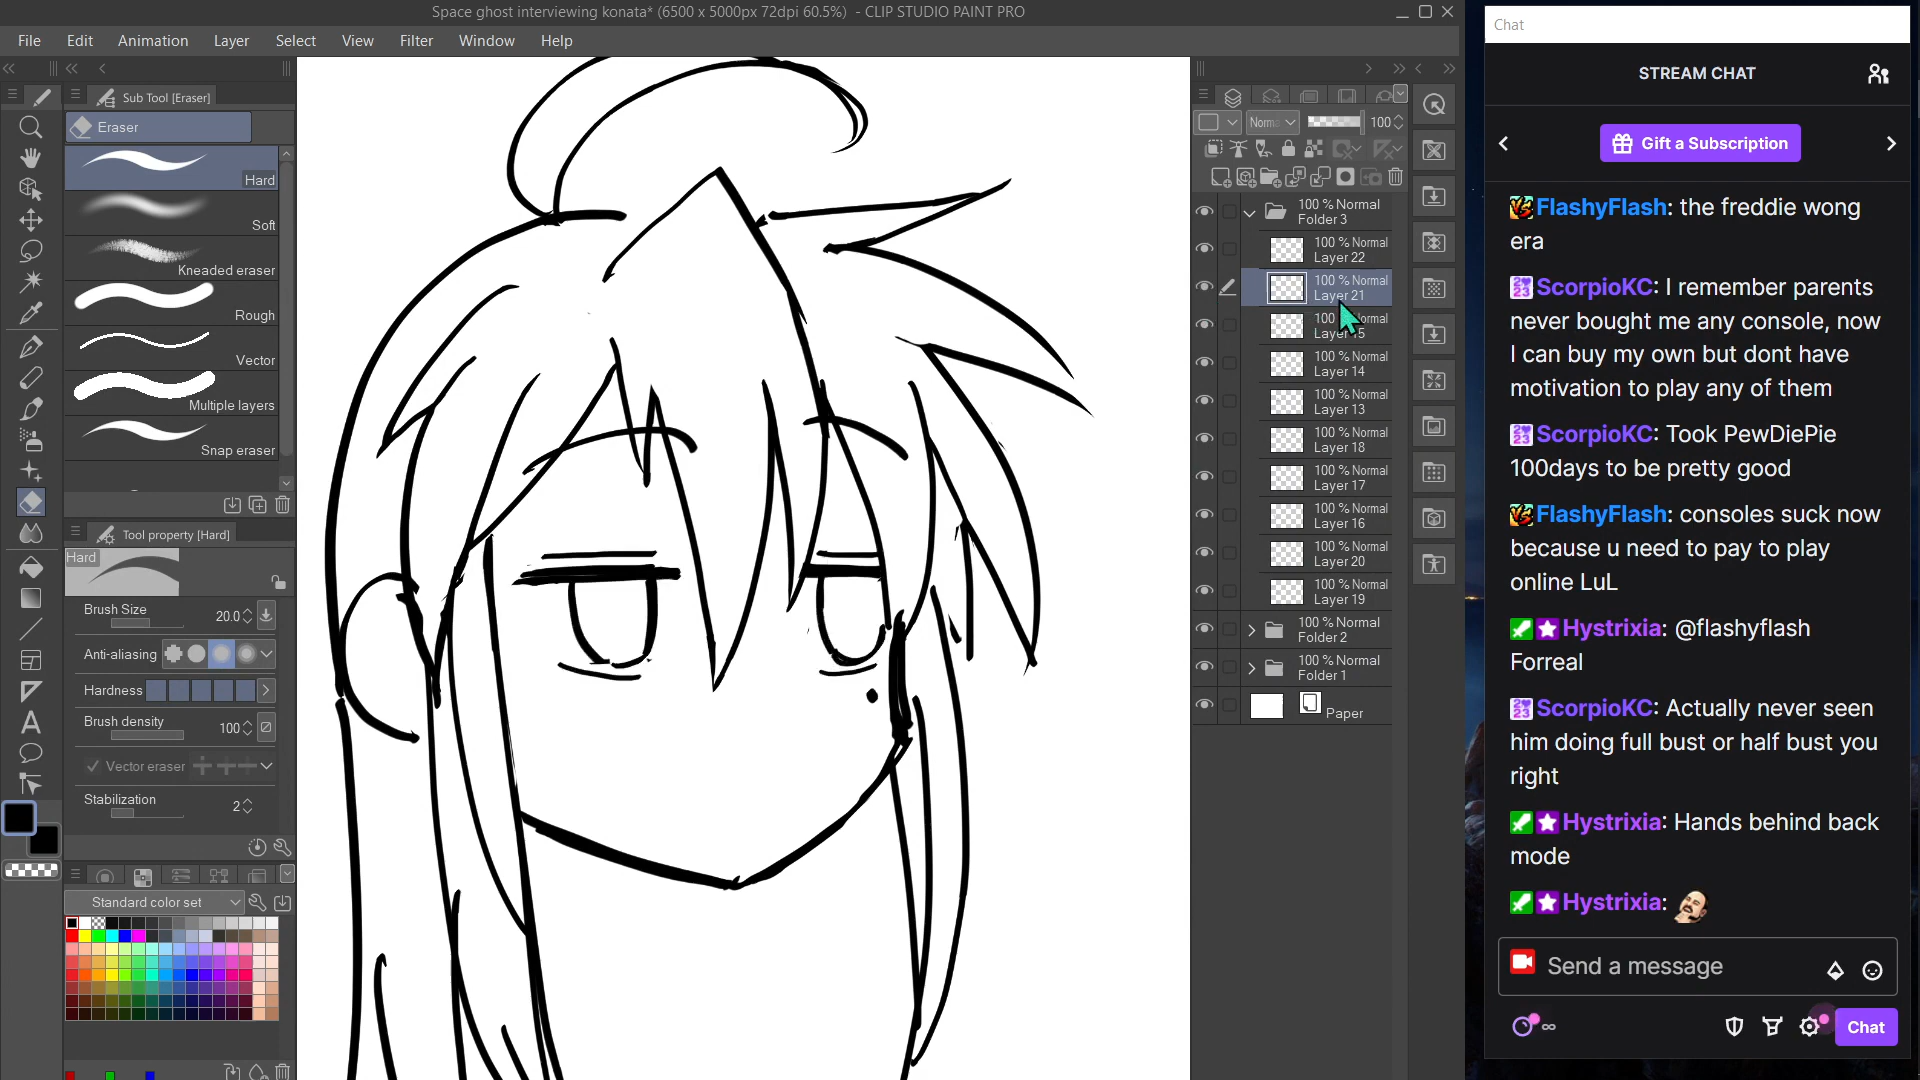 Space ghost interviewing konata* (6500 x 5000px 72dpi 60.5%) - CLIP STUDIO PAINT PRO
File Edit Animation Layer Select View Filter Window Help
Sub Tool [Eraser]
Eraser
Hard
Soft
Kneaded eraser
Rough
Vector
Multiple layers
Snap eraser
Tool property [Hard]
Hard
Brush Size 20.0
Anti-aliasing
Hardness
Brush density 100
Vector eraser
Stabilization 2
Standard color set
100
100 % Normal
Folder 3
100 % Normal
Layer 22
100 % Normal
Layer 21
100
Layer 15
100 % Normal
Layer 14
100 % Normal
Layer 13
100 % Normal
Layer 18
100 % Normal
Layer 17
100 % Normal
Layer 16
100 % Normal
Layer 20
100 % Normal
Layer 19
100 % Normal
Folder 2
100 % Normal
Folder 1
Paper
Chat
STREAM CHAT
Gift a Subscription
FlashyFlash: the freddie wong
era
ScorpioKC: I remember parents
never bought me any console, now
I can buy my own but dont have
motivation to play any of them
ScorpioKC: Took PewDiePie
100days to be pretty good
FlashyFlash: consoles suck now
because u need to pay to play
online LuL
Hystrixia: @flashyflash
Forreal
ScorpioKC: Actually never seen
him doing full bust or half bust you
right
Hystrixia: Hands behind back
mode
Hystrixia:
Send a message
∞
Chat